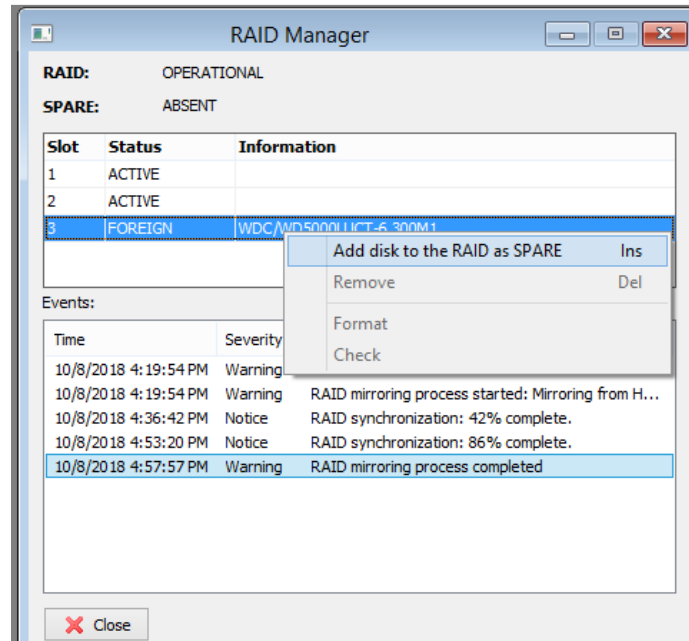 RAID Manager
RAID: OPERATIONAL
SPARE: ABSENT
Slot Status Information
1 ACTIVE
2 ACTIVE
3 FOREIGN
Add disk to the RAID as SPARE Ins
Remove Del
Format
Check
Events:
Time Severity
10/8/2018 4:19:54 PM Warning
10/8/2018 4:19:54 PM Warning RAID mirroring process started: Mirroring from H...
10/8/2018 4:36:42 PM Notice RAID synchronization: 42% complete.
10/8/2018 4:53:20 PM Notice RAID synchronization: 86% complete.
10/8/2018 4:57:57 PM Warning RAID mirroring process completed
Close